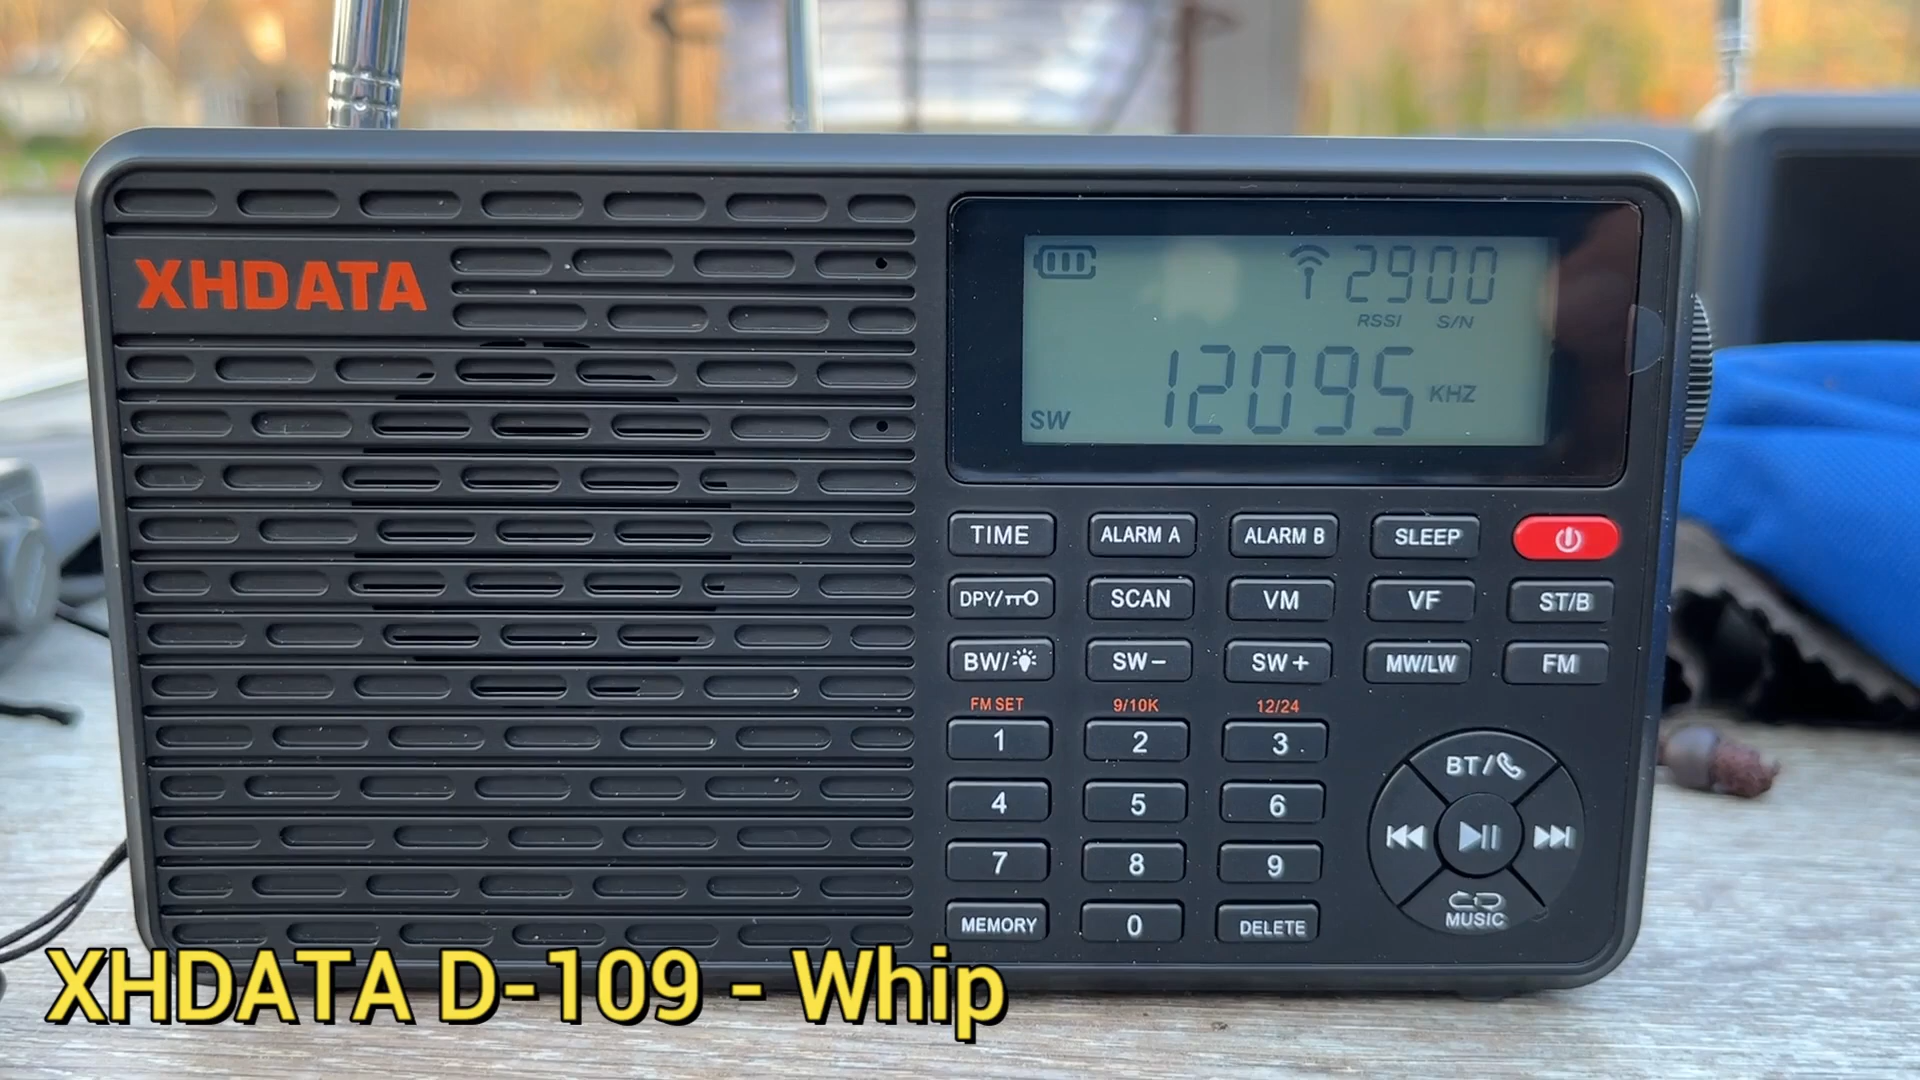 XHDATA
2900
RSSI S/N
12095 KHZ
SW
TIME ALARM A ALARM B SLEEP
DPY/ SCAN VM VF ST/B
BW/ SW- SW+ MW/LW FM
FM SET 9/10K 12/24
1 2 3
BT/
4 5 6
7 8 9
MUSIC
MEMORY 0 DELETE
XHDATA D-109 - Whip